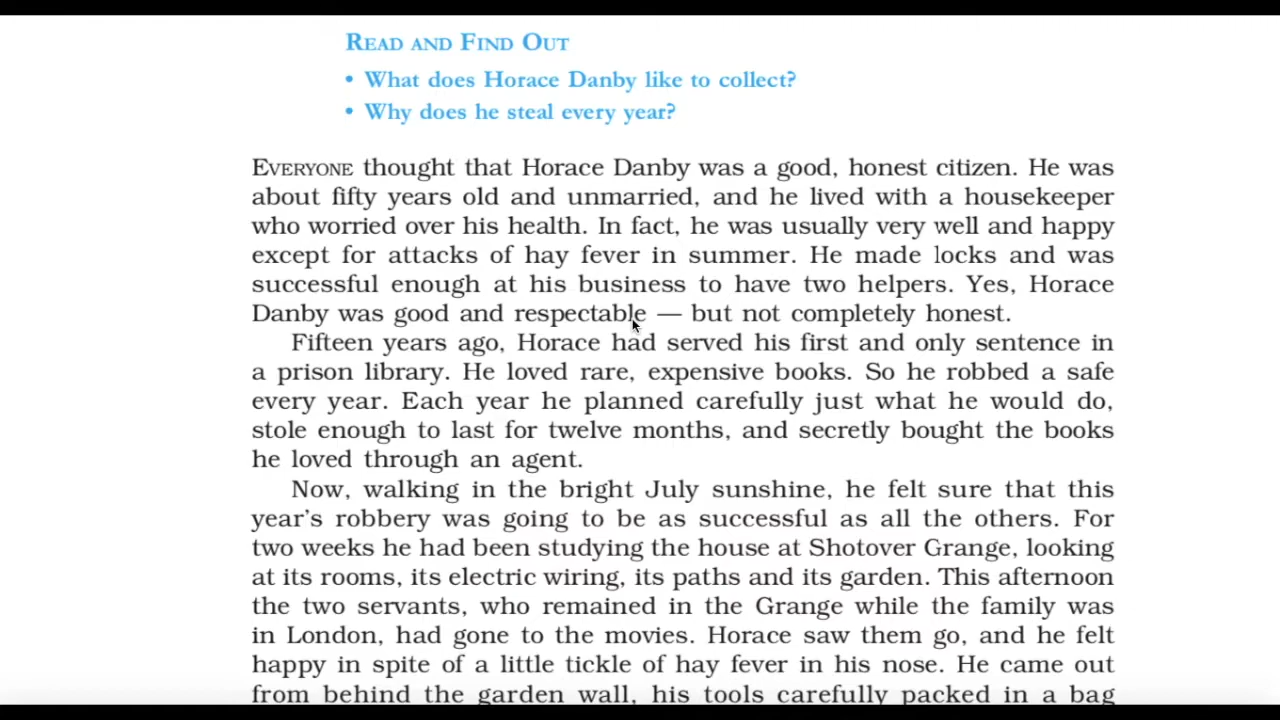 READ AND FIND OUT
• What does Horace Danby like to collect?
• Why does he steal every year?
EVERYONE thought that Horace Danby was a good, honest citizen. He was
about fifty years old and unmarried, and he lived with a housekeeper
who worried over his health. In fact, he was usually very well and happy
except for attacks of hay fever in summer. He made locks and was
successful enough at his business to have two helpers. Yes, Horace
Danby was good and respectable — but not completely honest.
Fifteen years ago, Horace had served his first and only sentence in
a prison library. He loved rare, expensive books. So he robbed a safe
every year. Each year he planned carefully just what he would do,
stole enough to last for twelve months, and secretly bought the books
he loved through an agent.
Now, walking in the bright July sunshine, he felt sure that this
year's robbery was going to be as successful as all the others. For
two weeks he had been studying the house at Shotover Grange, looking
at its rooms, its electric wiring, its paths and its garden. This afternoon
the two servants, who remained in the Grange while the family was
in London, had gone to the movies. Horace saw them go, and he felt
happy in spite of a little tickle of hay fever in his nose. He came out
from behind the garden wall, his tools carefully packed in a bag